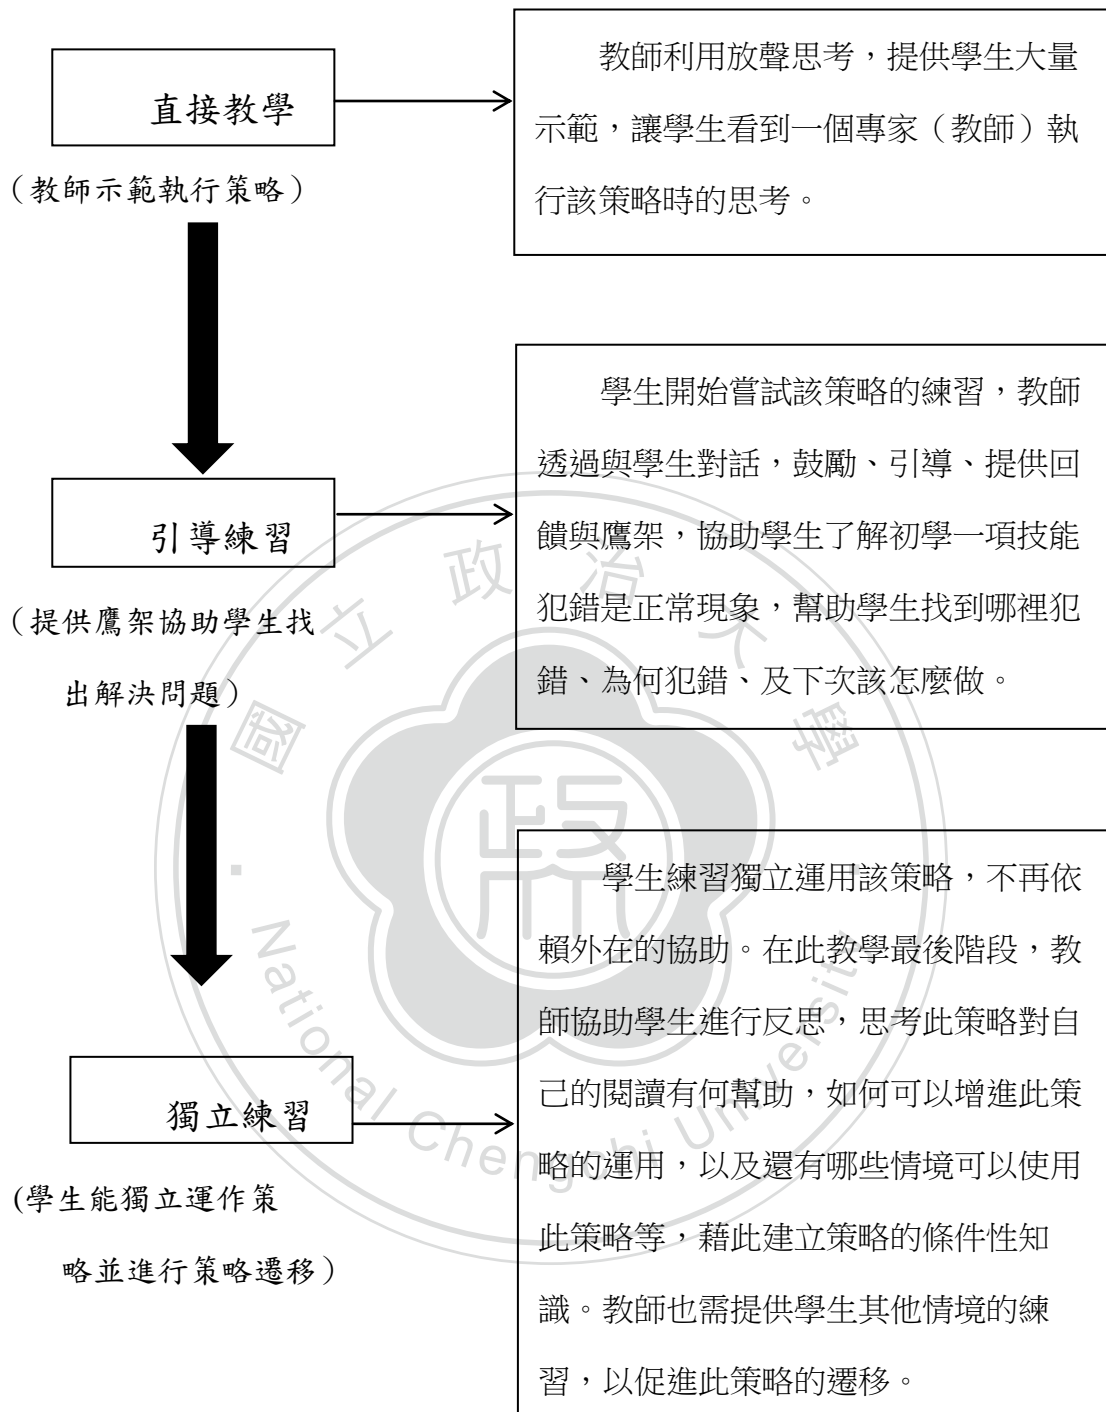 直接教學
教師利用放聲思考，提供學生大量
示範，讓學生看到一個專家（教師）執
行該策略時的思考。
（教師示範執行策略）
引導練習
學生開始嘗試該策略的練習，教師
透過與學生對話，鼓勵、引導、提供回
饋與鷹架，協助學生了解初學一項技能
犯錯是正常現象，幫助學生找到哪裡犯
錯、為何犯錯、及下次該怎麼做。
（提供鷹架協助學生找
出解決問題）
獨立練習
學生練習獨立運用該策略，不再依
賴外在的協助。在此教學最後階段，教
師協助學生進行反思，思考此策略對自
己的閱讀有何幫助，如何可以增進此策
略的運用，以及還有哪些情境可以使用
此策略等，藉此建立策略的條件性知
識。教師也需提供學生其他情境的練
習，以促進此策略的遷移。
(學生能獨立運作策
略並進行策略遷移）
國立政治大學
政
National Chengchi University